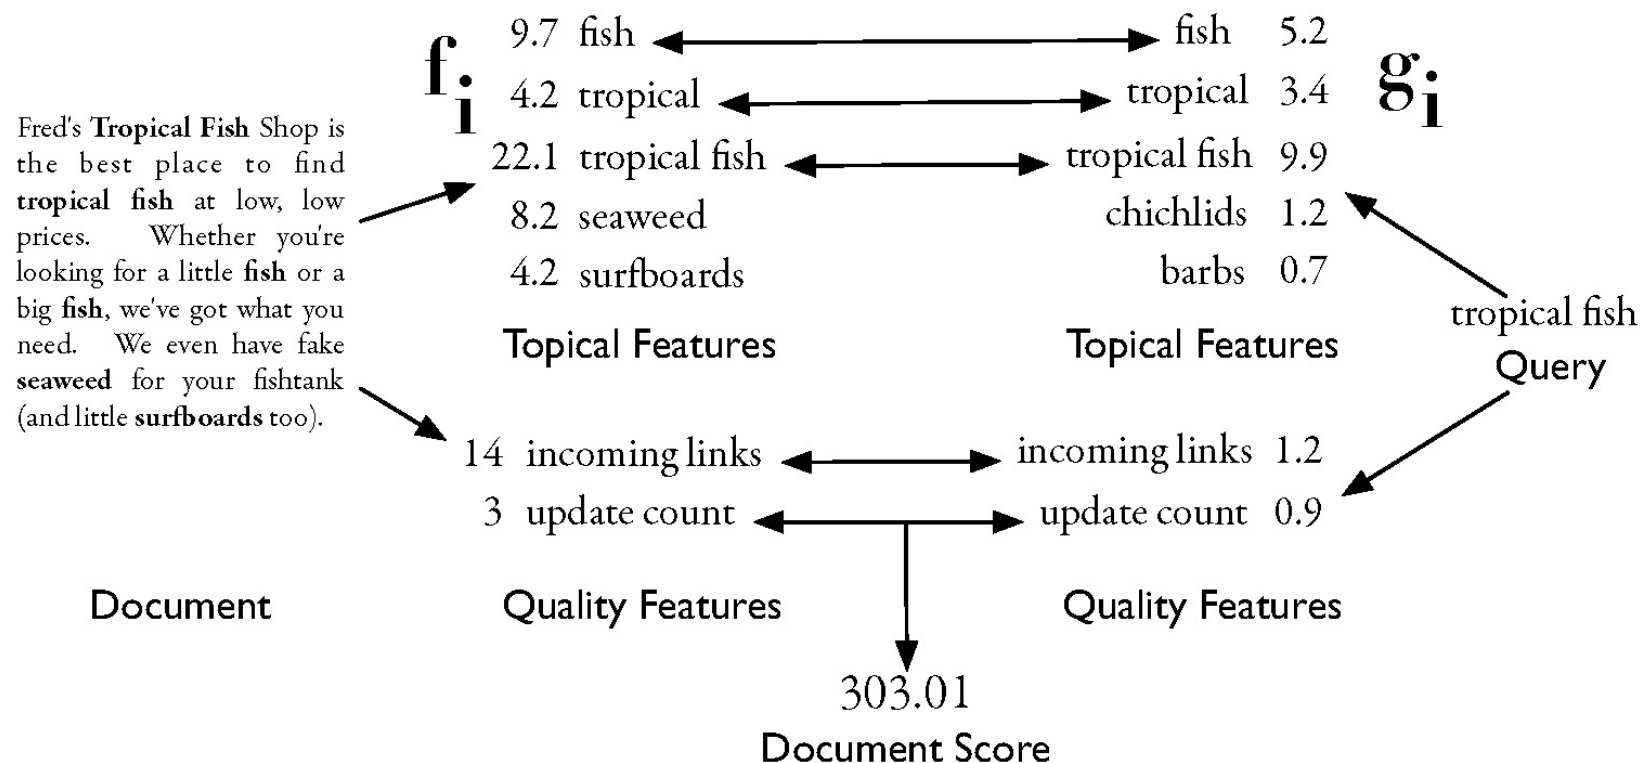 fi
9.7 fish
fish 5.2
gi
4.2 tropical
tropical 3.4
22.1 tropical fish
tropical fish 9.9
8.2 seaweed
chichlids 1.2
4.2 surfboards
barbs 0.7
Topical Features
Topical Features
Fred's Tropical Fish Shop is
the best place to find
tropical fish at low, low
prices. Whether you're
looking for a little fish or a
big fish, we've got what you
need. We even have fake
seaweed for your fishtank
(and little surfboards too).
tropical fish
Query
14 incoming links
incoming links 1.2
3 update count
update count 0.9
Document
Quality Features
Quality Features
303.01
Document Score